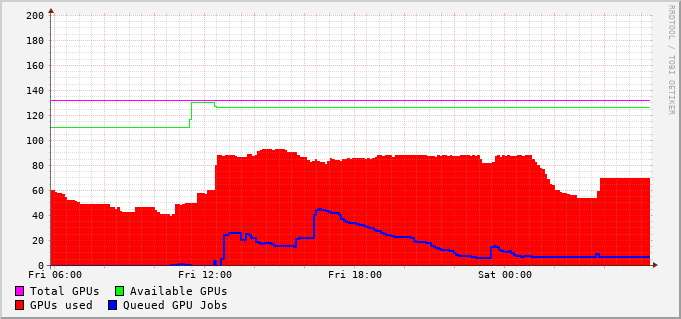 200
180
160
140
120
100
80
60
40
20
0
Fri 06:00 Fri 12:00 Fri 18:00 Sat 00:00
Total GPUs Available GPUs
GPUs used Queued GPU Jobs
RRDTOOL / TOBI OETIKER